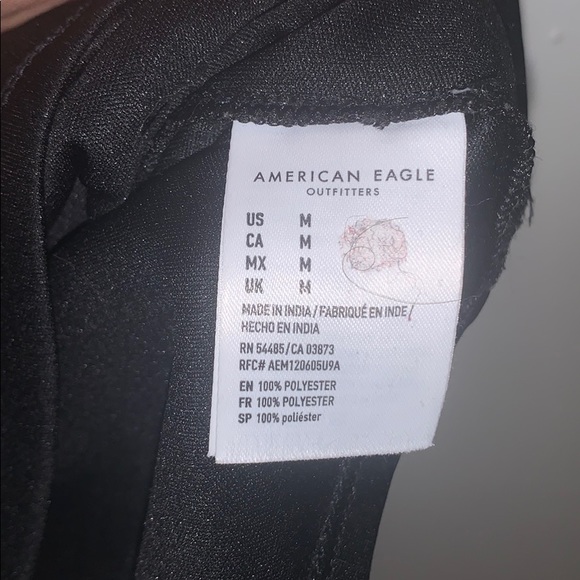 AMERICAN EAGLE
OUTFITTERS
US M
CA M
MX M
UK M
MADE IN INDIA / FABRIQUÉ EN INDE /
HECHO EN INDIA
RN 54485 / CA 03873
RFC# AEM120605U9A
EN 100% POLYESTER
FR 100% POLYESTER
SP 100% poliéster